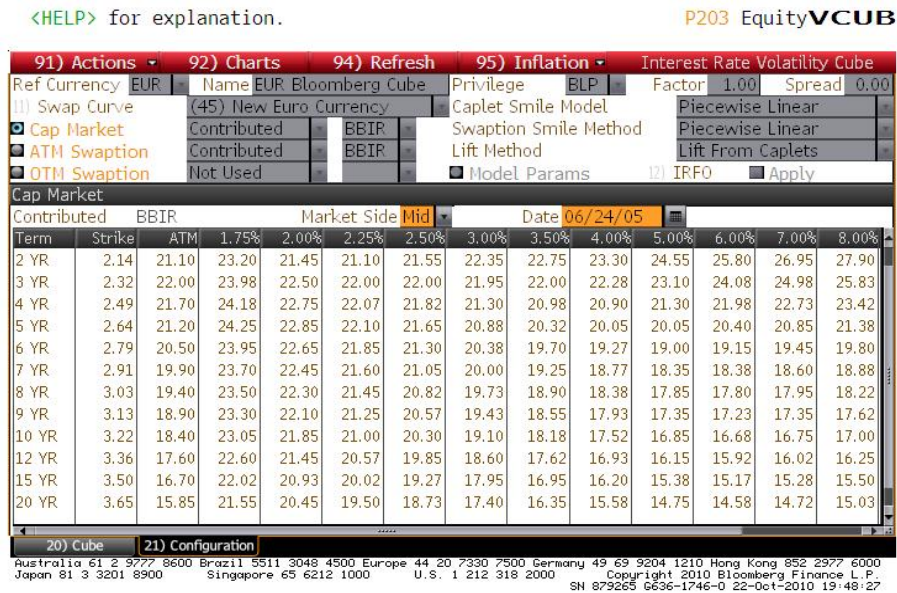 <HELP> for explanation. P203 EquityVCUB
91) Actions 92) Charts 94) Refresh 95) Inflation Interest Rate Volatility Cube
Ref Currency EUR Name EUR Bloomberg Cube Privilege BLP Factor 1.00 Spread 0.00
11) Swap Curve (45) New Euro Currency Caplet Smile Model Piecewise Linear
Cap Market Contributed BBIR Swaption Smile Method Piecewise Linear
ATM Swaption Contributed BBIR Lift Method Lift From Caplets
OTM Swaption Not Used Model Params 12) IRFO Apply
Cap Market
Contributed BBIR Market Side Mid Date 06/24/05
Term Strike ATM 1.75% 2.00% 2.25% 2.50% 3.00% 3.50% 4.00% 5.00% 6.00% 7.00% 8.00%
2 YR 2.14 21.10 23.20 21.45 21.10 21.55 22.35 22.75 23.30 24.55 25.80 26.95 27.90
3 YR 2.32 22.00 23.98 22.50 22.00 22.00 21.95 22.00 22.28 23.10 24.08 24.98 25.83
4 YR 2.49 21.70 24.18 22.75 22.07 21.82 21.30 20.98 20.90 21.30 21.98 22.73 23.42
5 YR 2.64 21.20 24.25 22.85 22.10 21.65 20.88 20.32 20.05 20.05 20.40 20.85 21.38
6 YR 2.79 20.50 23.95 22.65 21.85 21.30 20.38 19.70 19.27 19.00 19.15 19.45 19.80
7 YR 2.91 19.90 23.70 22.45 21.60 21.05 20.00 19.25 18.77 18.35 18.38 18.60 18.88
8 YR 3.03 19.40 23.50 22.30 21.45 20.82 19.73 18.90 18.38 17.85 17.80 17.95 18.22
9 YR 3.13 18.90 23.30 22.10 21.25 20.57 19.43 18.55 17.93 17.35 17.23 17.35 17.62
10 YR 3.22 18.40 23.05 21.85 21.00 20.30 19.10 18.18 17.52 16.85 16.68 16.75 17.00
12 YR 3.36 17.60 22.60 21.45 20.57 19.85 18.60 17.62 16.93 16.15 15.92 16.02 16.25
15 YR 3.50 16.70 22.02 20.93 20.02 19.27 17.95 16.95 16.20 15.38 15.17 15.28 15.50
20 YR 3.65 15.85 21.55 20.45 19.50 18.73 17.40 16.35 15.58 14.75 14.58 14.72 15.03
20) Cube 21) Configuration
Australia 61 2 9777 8600 Brazil 5511 3048 4500 Europe 44 20 7330 7500 Germany 49 69 9204 1210 Hong Kong 852 2977 6000
Japan 81 3 3201 8900 Singapore 65 6212 1000 U.S. 1 212 318 2000 Copyright 2010 Bloomberg Finance L.P.
SN 879265 G636-1746-0 22-Oct-2010 19:48:27